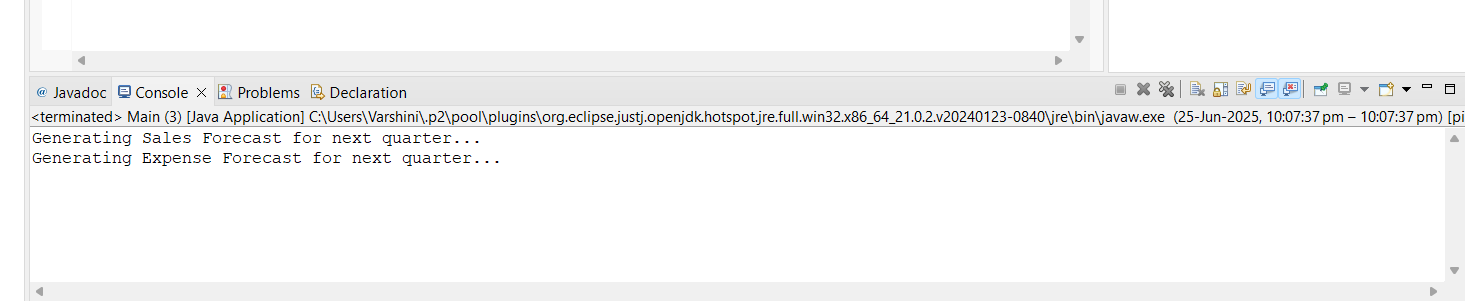 @ Javadoc Console Problems Declaration
<terminated> Main (3) [Java Application] C:\Users\Varshini\.p2\pool\plugins\org.eclipse.justj.openjdk.hotspot.jre.full.win32.x86_64_21.0.2.v20240123-0840\jre\bin\javaw.exe (25-Jun-2025, 10:07:37 pm – 10:07:37 pm) [pi
Generating Sales Forecast for next quarter...
Generating Expense Forecast for next quarter...